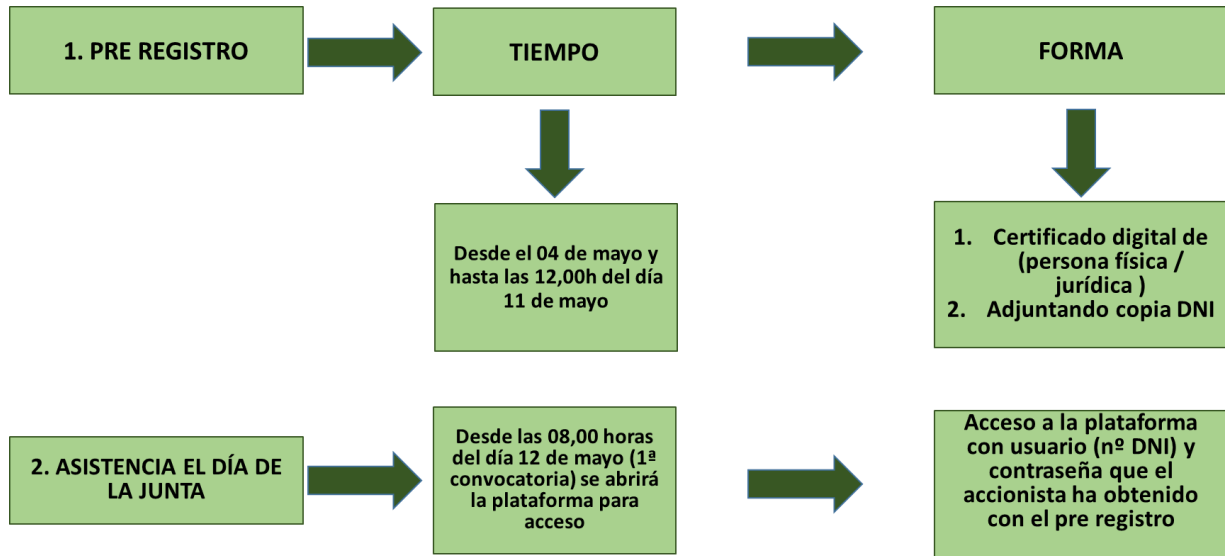 1. PRE REGISTRO
TIEMPO
FORMA
Desde el 04 de mayo y
hasta las 12,00h del día
11 de mayo
1. Certificado digital de
(persona física /
jurídica )
2. Adjuntando copia DNI
2. ASISTENCIA EL DÍA DE
LA JUNTA
Desde las 08,00 horas
del día 12 de mayo (1ª
convocatoria) se abrirá
la plataforma para
acceso
Acceso a la plataforma
con usuario (nº DNI) y
contraseña que el
accionista ha obtenido
con el pre registro